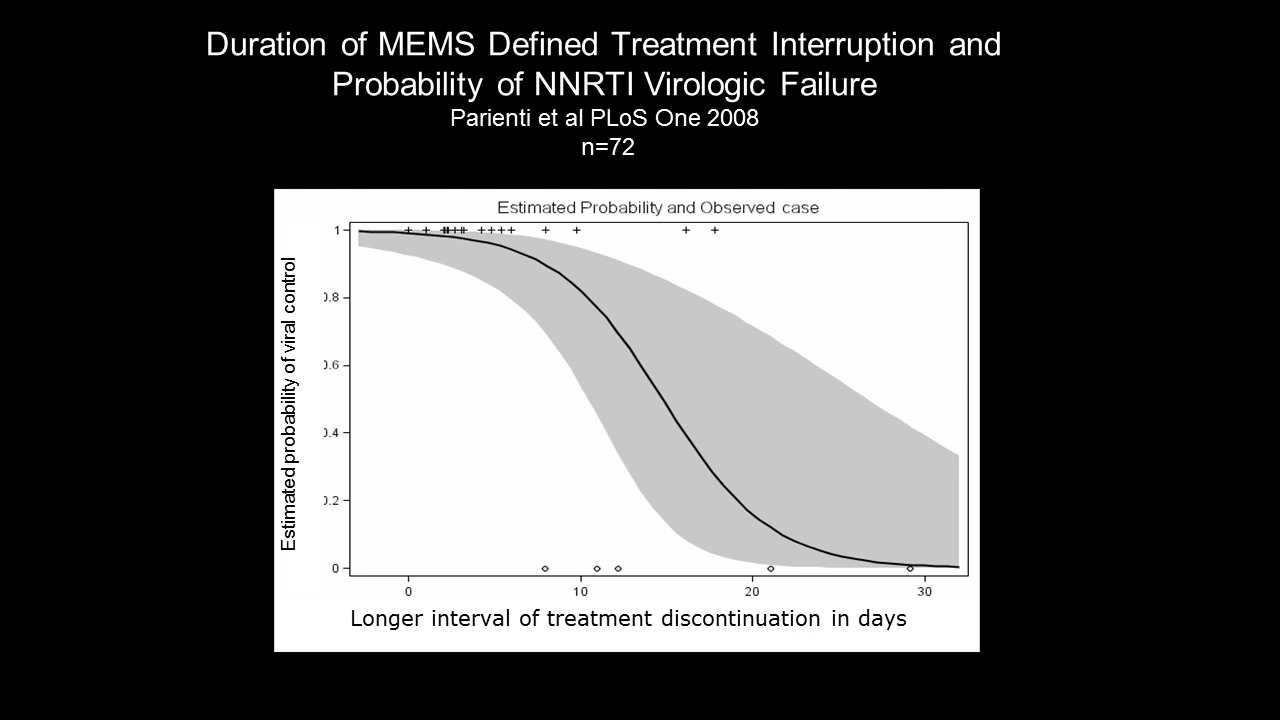 Duration of MEMS Defined Treatment Interruption and
Probability of NNRTI Virologic Failure
Parienti et al PLoS One 2008
n=72
Estimated Probability and Observed case
Estimated probability of viral control
1
0.8
0.6
0.4
0.2
0
0
10
20
30
Longer interval of treatment discontinuation in days